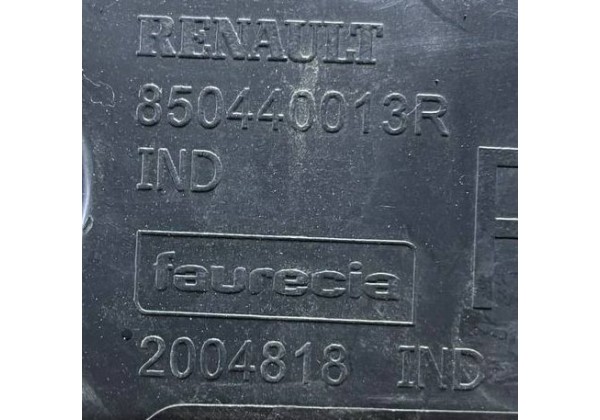 RENAULT
850440013R
IND
faurecia
2004818 IND